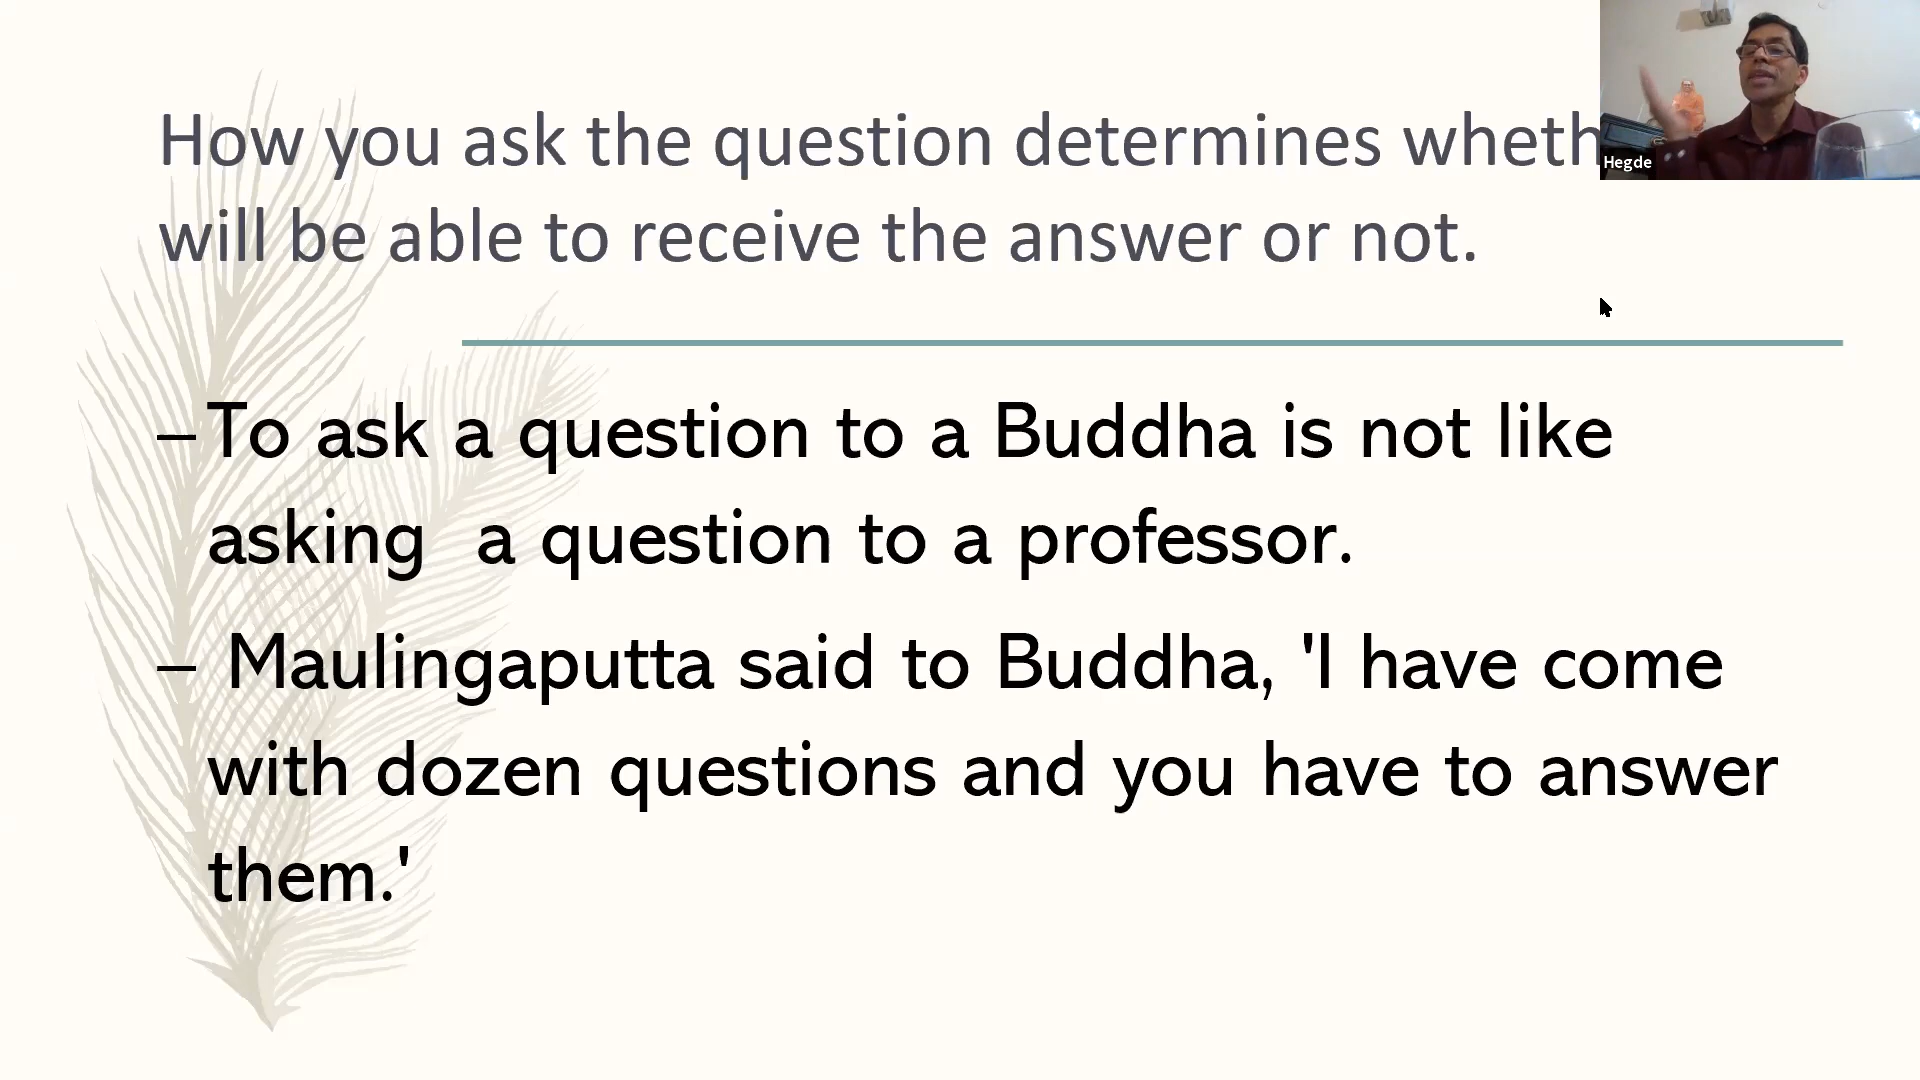 How you ask the question determines wheth
will be able to receive the answer or not.
Hegde
– To ask a question to a Buddha is not like
asking  a question to a professor.
– Maulingaputta said to Buddha, 'I have come
with dozen questions and you have to answer
them.'